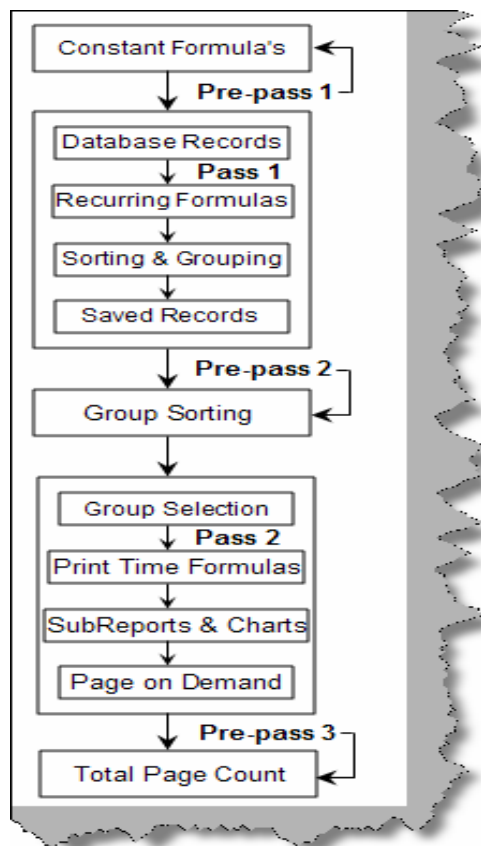 Constant Formula's
Pre-pass 1
Database Records
Pass 1
Recurring Formulas
Sorting & Grouping
Saved Records
Pre-pass 2
Group Sorting
Group Selection
Pass 2
Print Time Formulas
SubReports & Charts
Page on Demand
Pre-pass 3
Total Page Count